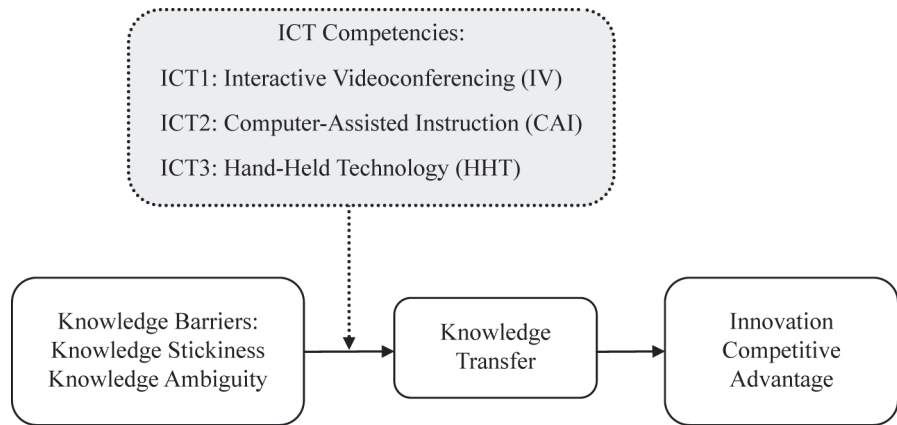 ICT Competencies:
ICT1: Interactive Videoconferencing (IV)
ICT2: Computer-Assisted Instruction (CAI)
ICT3: Hand-Held Technology (HHT)
Knowledge Barriers:
Knowledge Stickiness
Knowledge Ambiguity
Knowledge
Transfer
Innovation
Competitive
Advantage